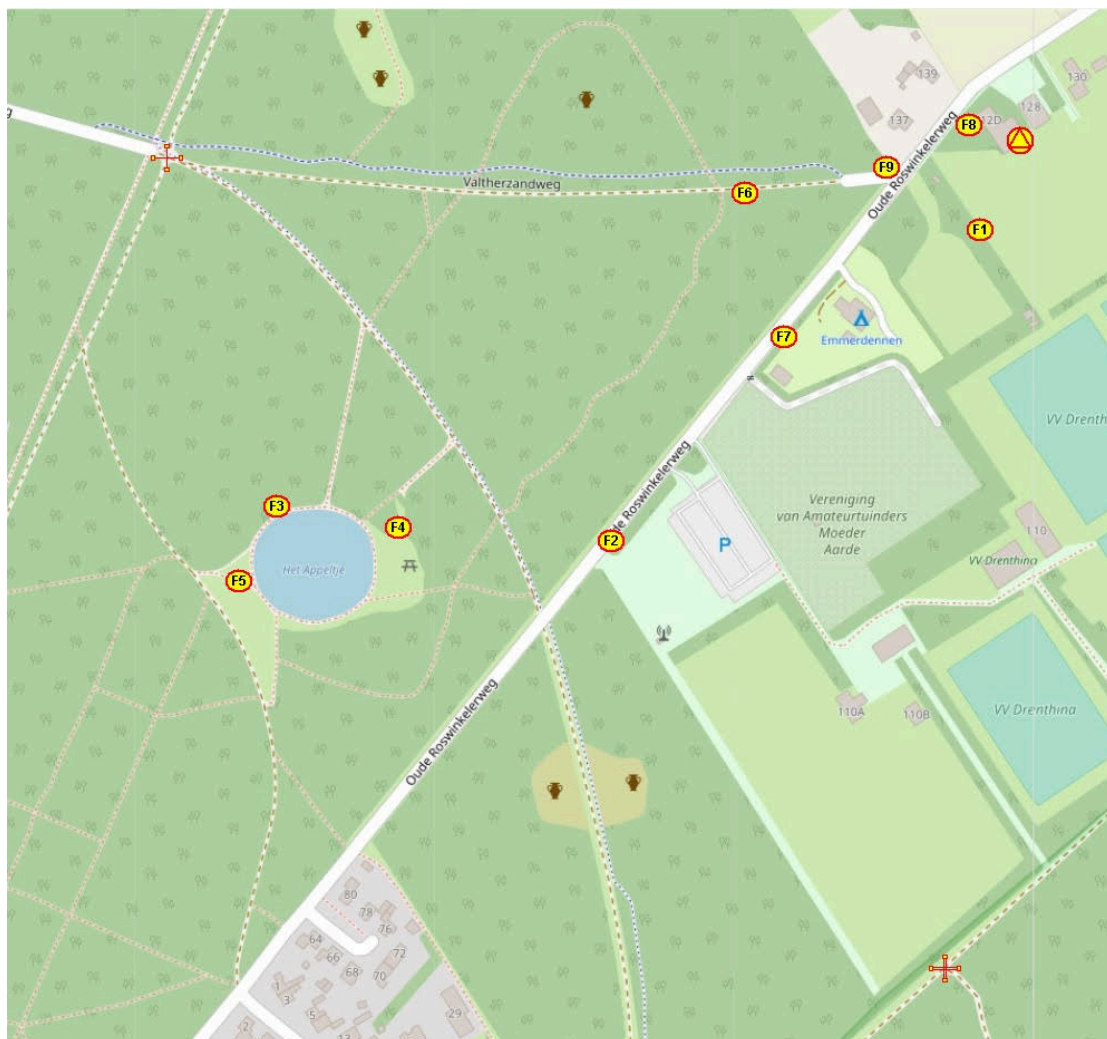 139
130
128
12D
F8
137
g
F9
Valtherzandweg
F6
Oude Roswinkelerweg
F1
F7
Emmerdennen
VV Drenth
Oude Roswinkelerweg
Vereniging
van Amateurtuinders
Moeder
Aarde
F3
F4
F2
P
110
VV Drenthina
Het Appeltje
F5
VV Drenthina
110A
110B
Oude Roswinkelerweg
80
78
76
64
66
72
68
70
1
3
5
29
2
13